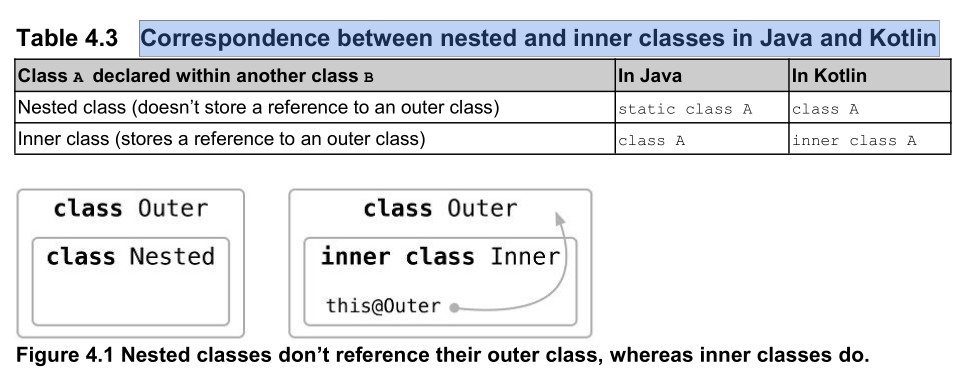 Table 4.3 Correspondence between nested and inner classes in Java and Kotlin
Class A declared within another class B In Java In Kotlin
Nested class (doesn’t store a reference to an outer class) static class A class A
Inner class (stores a reference to an outer class) class A inner class A
class Outer
class Nested
class Outer
inner class Inner
this@Outer
Figure 4.1 Nested classes don’t reference their outer class, whereas inner classes do.